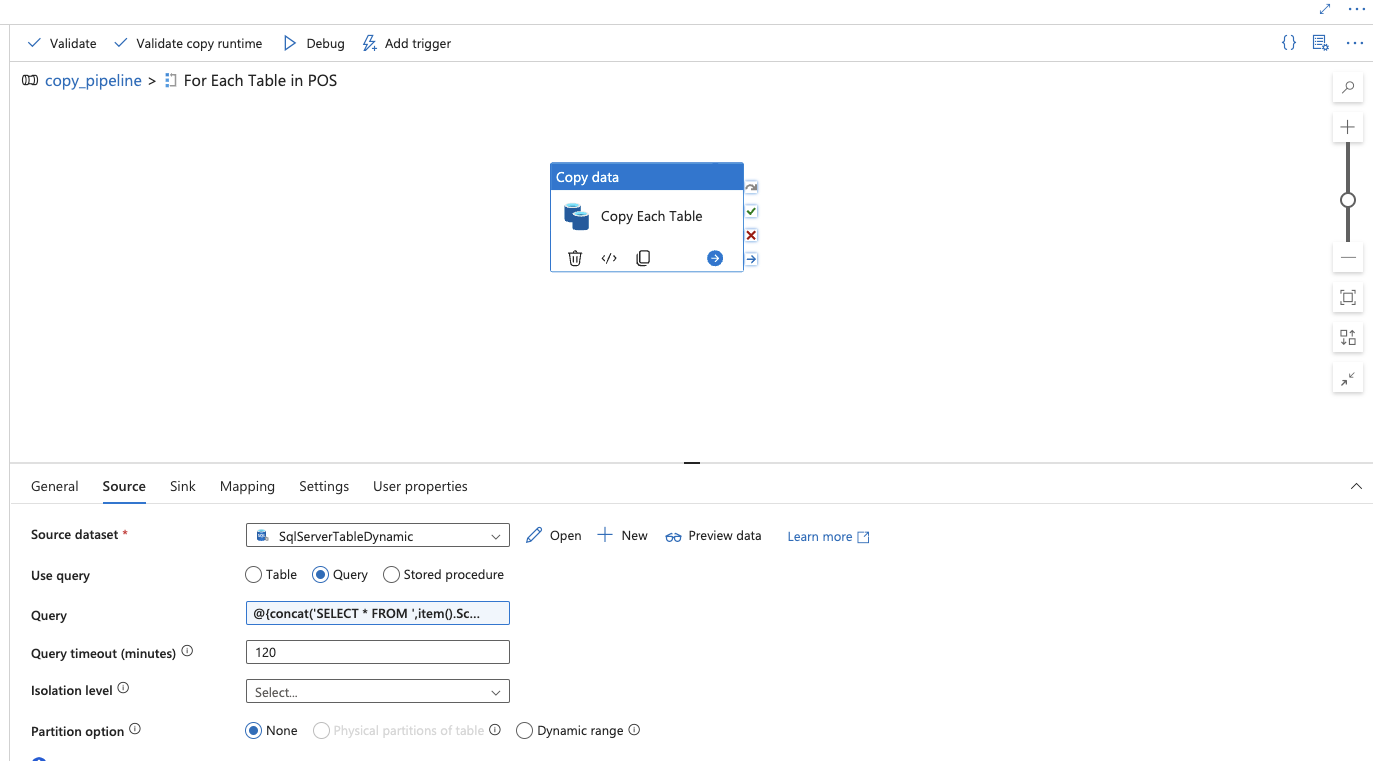 Validate Validate copy runtime Debug Add trigger
copy_pipeline > For Each Table in POS
Copy data
Copy Each Table
General Source Sink Mapping Settings User properties
Source dataset * SqlServerTableDynamic Open New Preview data Learn more
Use query Table Query Stored procedure
Query @{concat('SELECT * FROM ',item().Sc...
Query timeout (minutes) 120
Isolation level Select...
Partition option None Physical partitions of table Dynamic range